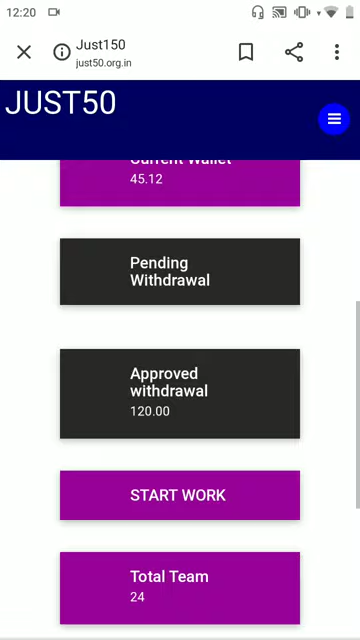 12:20
Just150
just50.org.in
JUST50
Current Wallet
45.12
Pending
Withdrawal
Approved
withdrawal
120.00
START WORK
Total Team
24